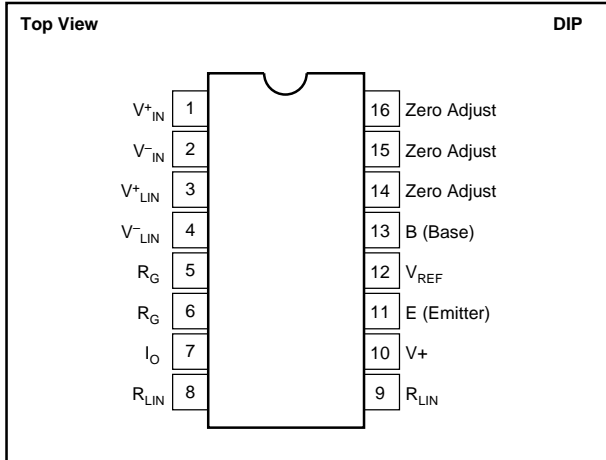 Top View DIP
V+IN 1 16 Zero Adjust
V–IN 2 15 Zero Adjust
V+LIN 3 14 Zero Adjust
V–LIN 4 13 B (Base)
RG 5 12 VREF
RG 6 11 E (Emitter)
IO 7 10 V+
RLIN 8 9 RLIN